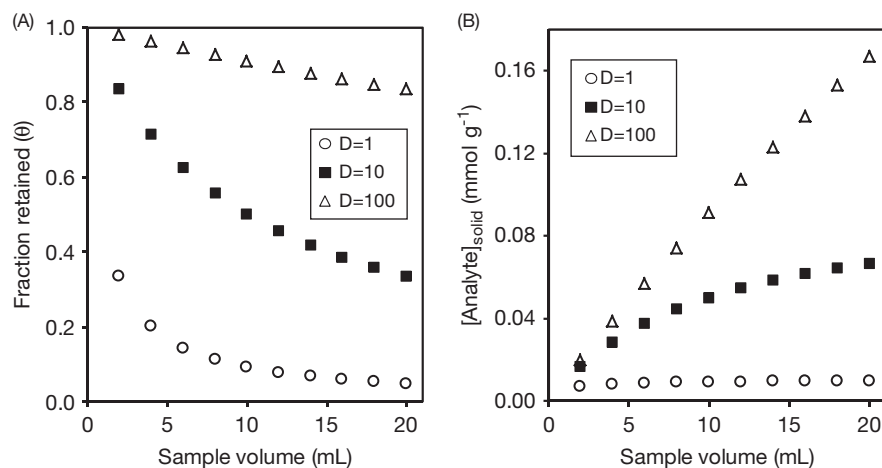 (A)
1.0
0.8
0.6
0.4
0.2
0.0
0 5 10 15 20
Fraction retained (θ)
Sample volume (mL)
D=1
D=10
D=100
(B)
0.16
0.12
0.08
0.04
0.00
0 5 10 15 20
[Analyte]solid (mmol g-1)
Sample volume (mL)
D=1
D=10
D=100